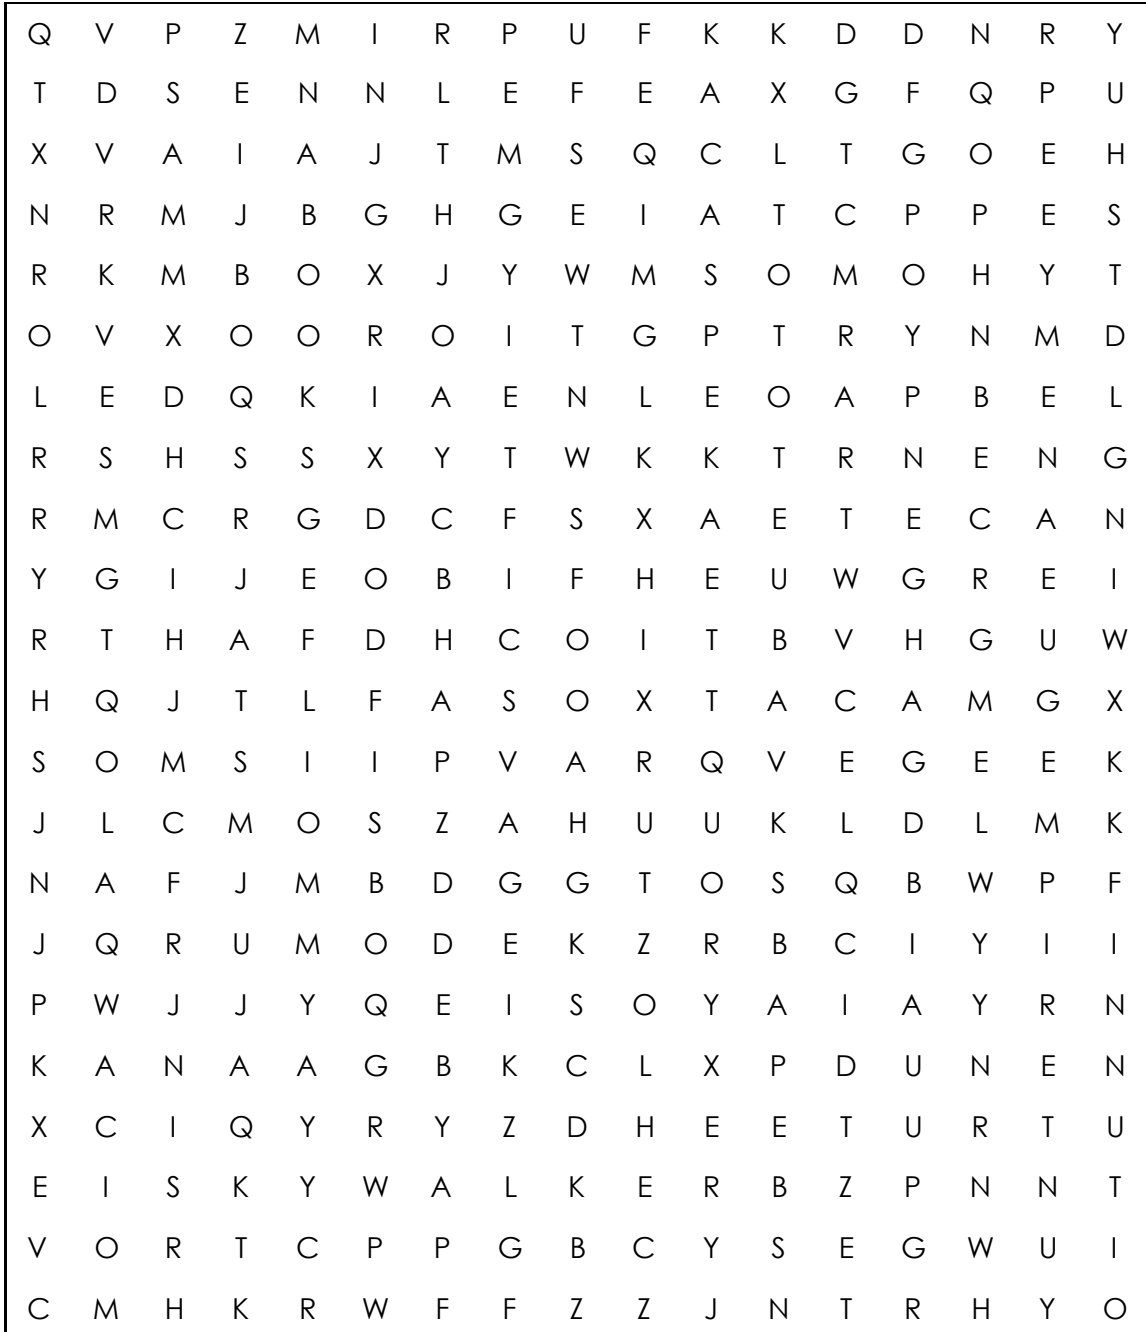 Q V P Z M I R P U F K K D D N R Y
T D S E N N L E F E A X G F Q P U
X V A I A J T M S Q C L T G O E H
N R M J B G H G E I A T C P P E S
R K M B O X J Y W M S O M O H Y T
O V X O O R O I T G P T R Y N M D
L E D Q K I A E N L E O A P B E L
R S H S S X Y T W K K T R N E N G
R M C R G D C F S X A E T E C A N
Y G I J E O B I F H E U W G R E I
R T H A F D H C O I T B V H G U W
H Q J T L F A S O X T A C A M G X
S O M S I I P V A R Q V E G E E K
J L C M O S Z A H U U K L D L M K
N A F J M B D G G T O S Q B W P F
J Q R U M O D E K Z R B C I Y I I
P W J J Y Q E I S O Y A I A Y R N
K A N A A G B K C L X P D U N E N
X C I Q Y R Y Z D H E E T U R T U
E I S K Y W A L K E R B Z P N N T
V O R T C P P G B C Y S E G W U I
C M H K R W F F Z Z J N T R H Y O